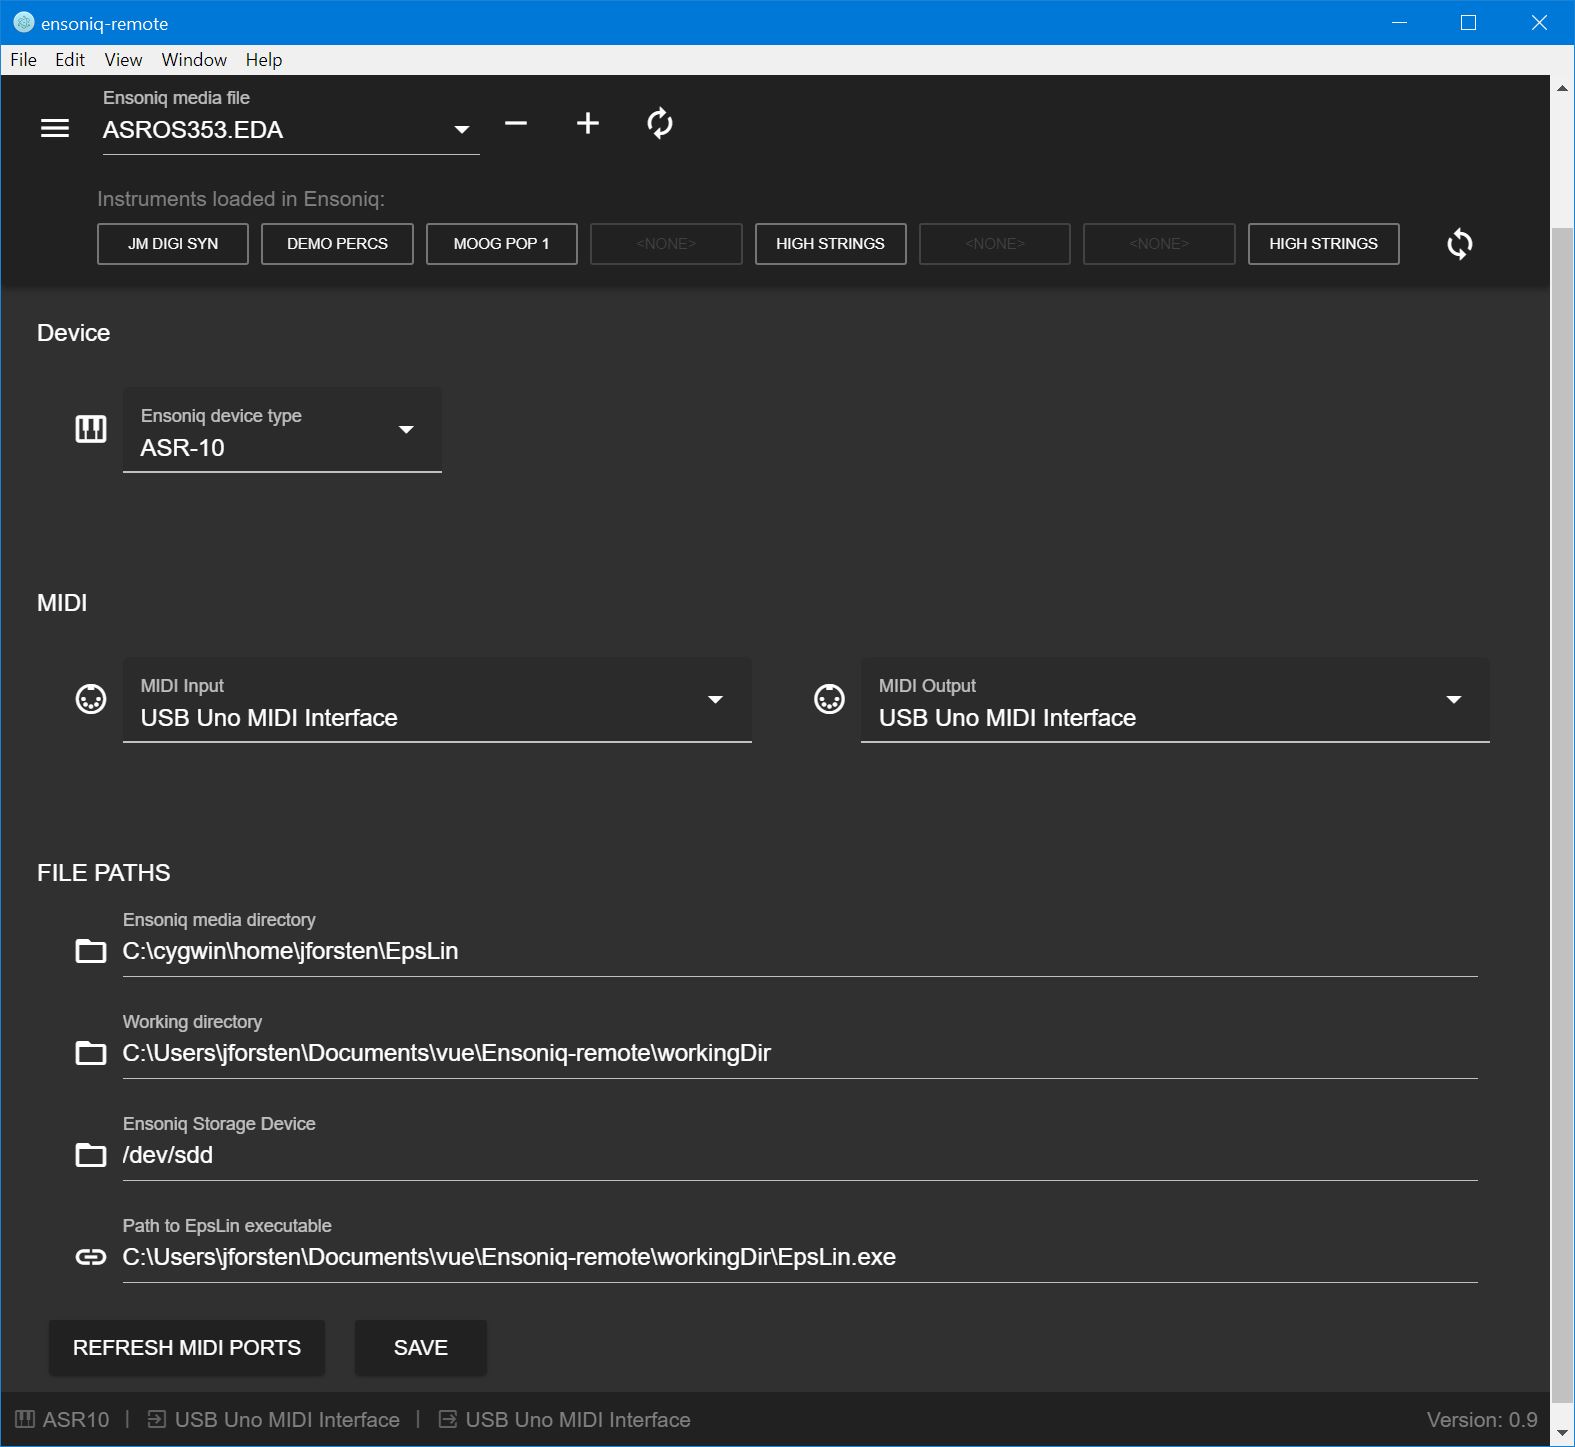 ensoniq-remote
File Edit View Window Help
Ensoniq media file
ASROS353.EDA
Instruments loaded in Ensoniq:
JM DIGI SYN DEMO PERCS MOOG POP 1 <NONE> HIGH STRINGS <NONE> <NONE> HIGH STRINGS
Device
Ensoniq device type
ASR-10
MIDI
MIDI Input
USB Uno MIDI Interface
MIDI Output
USB Uno MIDI Interface
FILE PATHS
Ensoniq media directory
C:\cygwin\home\jforsten\EpsLin
Working directory
C:\Users\jforsten\Documents\vue\Ensoniq-remote\workingDir
Ensoniq Storage Device
/dev/sdd
Path to EpsLin executable
C:\Users\jforsten\Documents\vue\Ensoniq-remote\workingDir\EpsLin.exe
REFRESH MIDI PORTS SAVE
ASR10 | USB Uno MIDI Interface | USB Uno MIDI Interface Version: 0.9